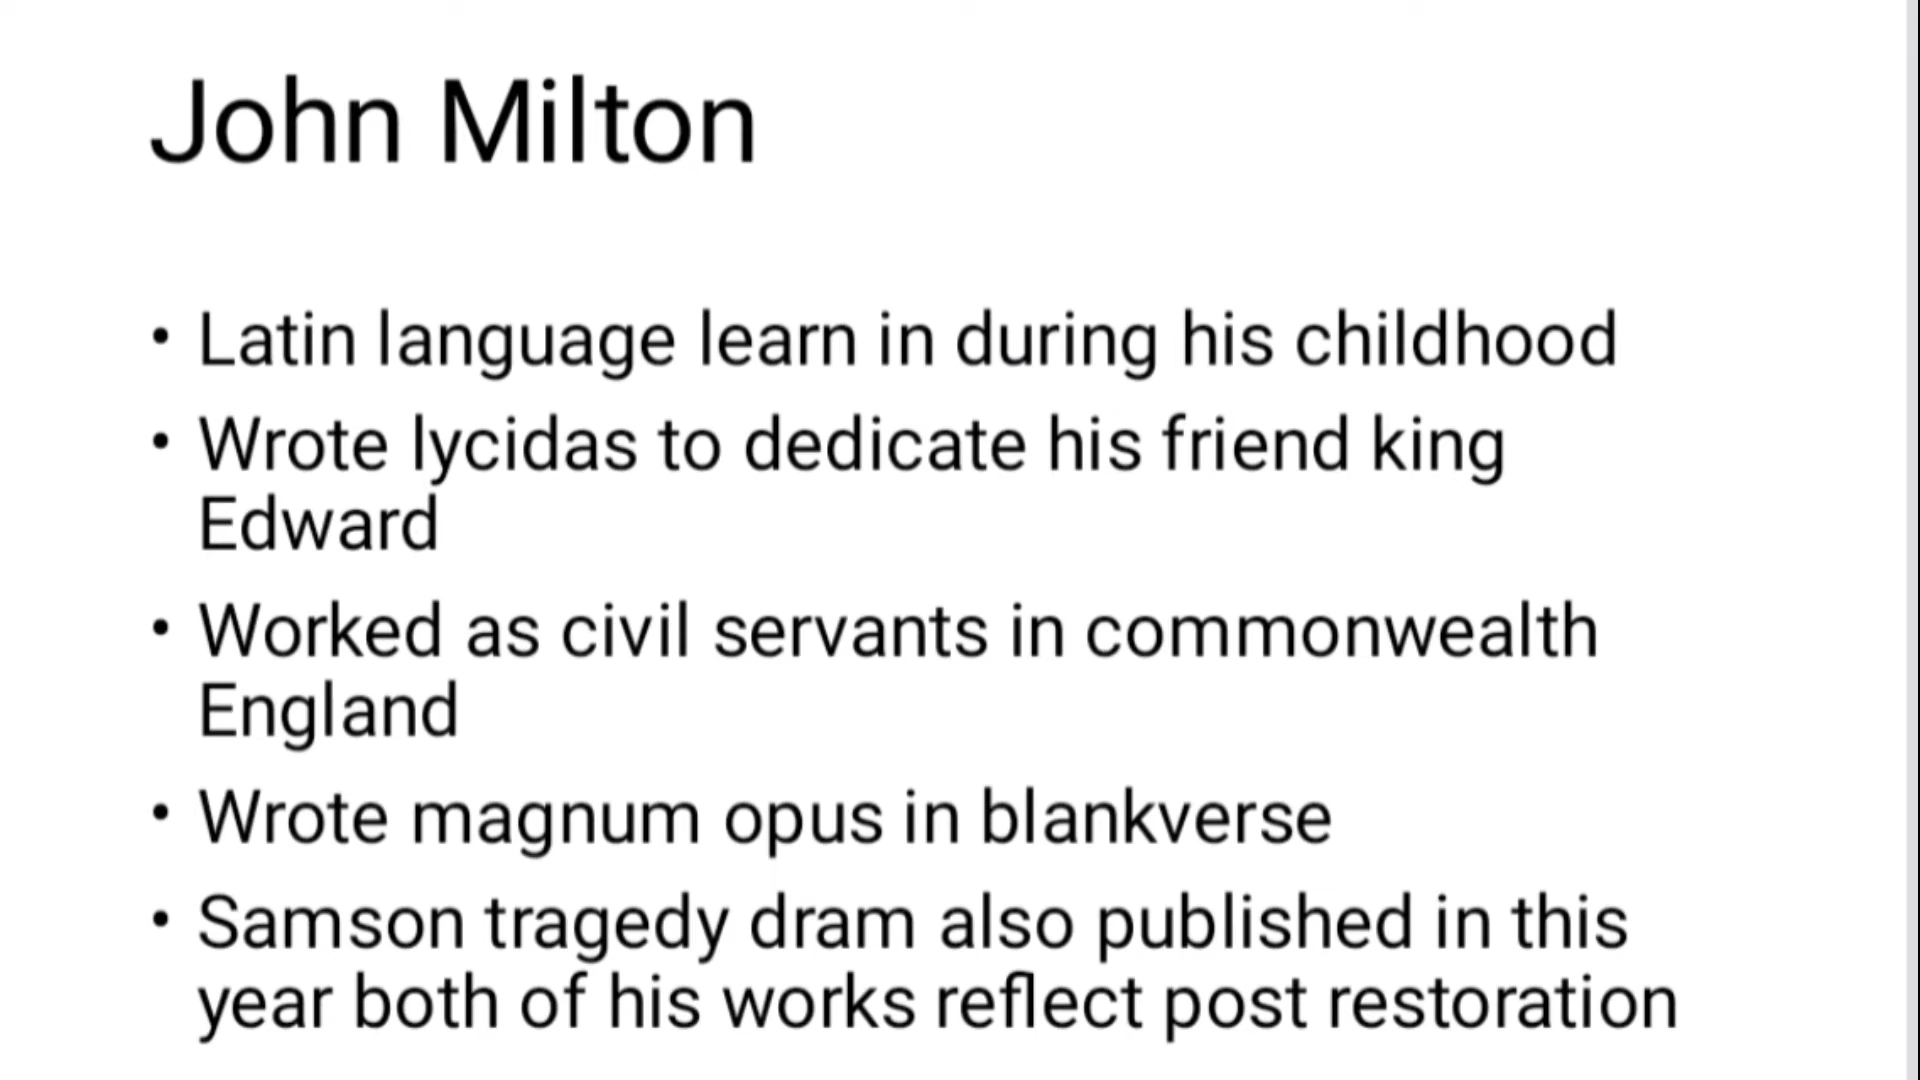 John Milton
• Latin language learn in during his childhood
• Wrote lycidas to dedicate his friend king
Edward
• Worked as civil servants in commonwealth
England
• Wrote magnum opus in blankverse
• Samson tragedy dram also published in this
year both of his works reflect post restoration